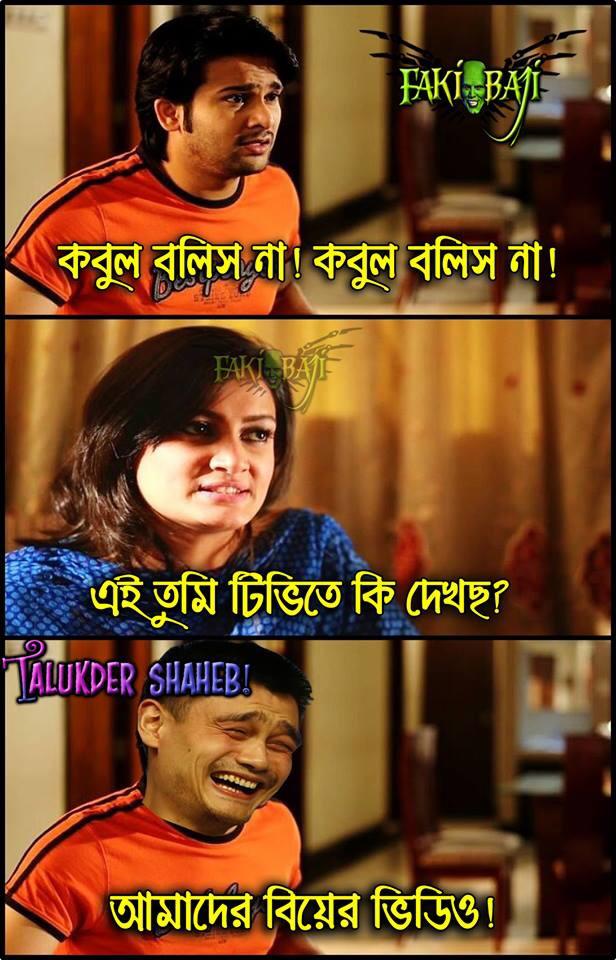 FAKIBAJI
কবুল বলিস না! কবুল বলিস না!
FAKIBAJI
এই তুমি টিভিতে কি দেখছ?
TALUKDER SHAHEB!
আমাদের বিয়ের ভিডিও!